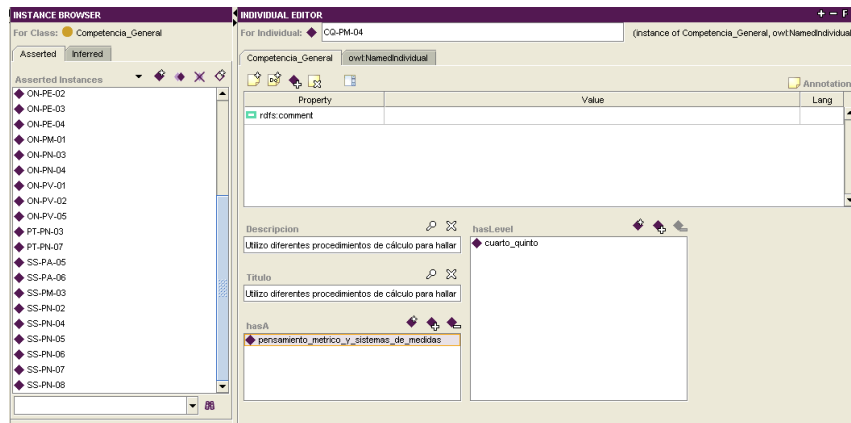 INSTANCE BROWSER
For Class: Competencia_General
Asserted Inferred
Asserted Instances
ON-PE-02
ON-PE-03
ON-PE-04
ON-PM-01
ON-PN-03
ON-PN-04
ON-PV-01
ON-PV-02
ON-PV-05
PT-PN-03
PT-PN-07
SS-PA-05
SS-PA-06
SS-PM-03
SS-PN-02
SS-PN-04
SS-PN-05
SS-PN-06
SS-PN-07
SS-PN-08
INDIVIDUAL EDITOR
+ − F
For Individual: CQ-PM-04 (instance of Competencia_General, owl:NamedIndividual
Competencia_General owl:NamedIndividual
Annotation
Property Value Lang
rdfs:comment
Descripcion
Utilizo diferentes procedimientos de cálculo para hallar
Titulo
Utilizo diferentes procedimientos de cálculo para hallar
hasA
pensamiento_metrico_y_sistemas_de_medidas
hasLevel
cuarto_quinto